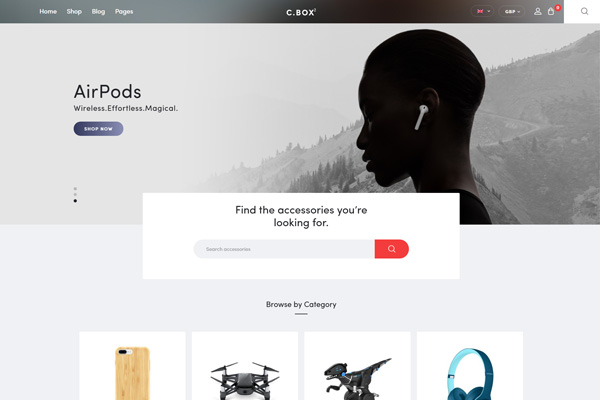 Home Shop Blog Pages
C.BOX
GBP
0
AirPods
Wireless.Effortless.Magical.
SHOP NOW
Find the accessories you're
looking for.
Search accessories
Browse by Category